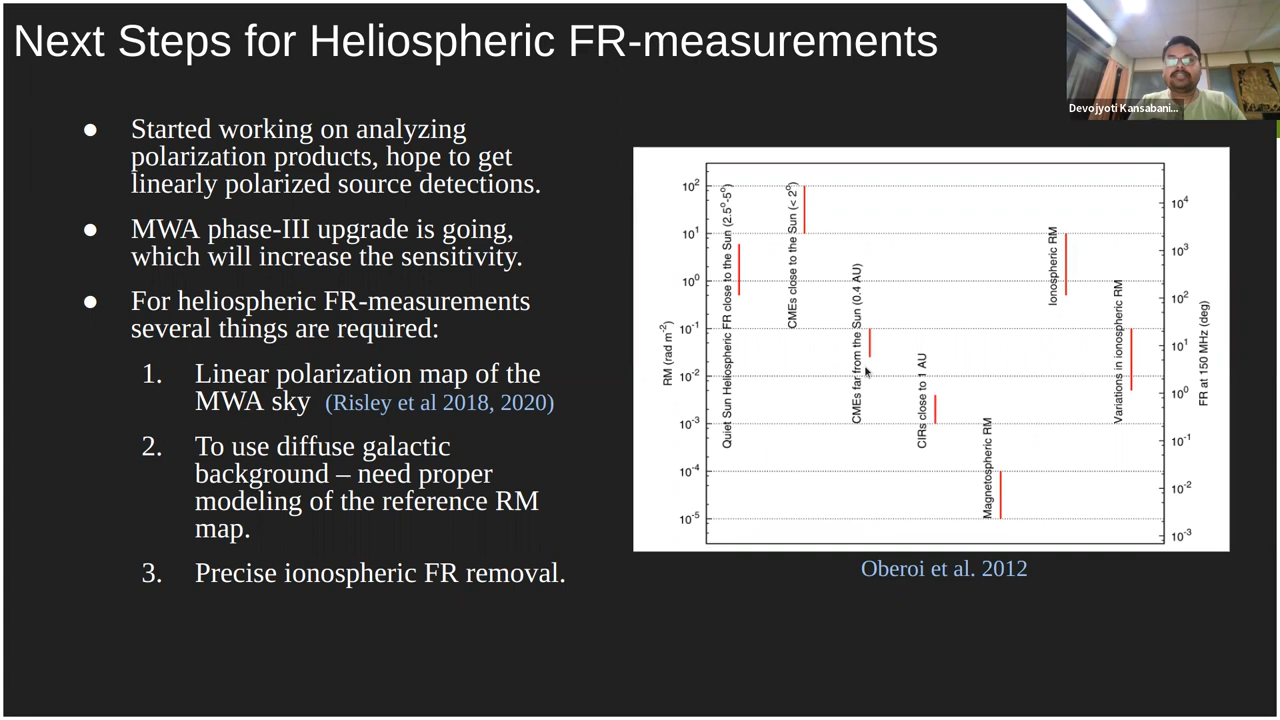 Next Steps for Heliospheric FR-measurements
Devojyoti Kansabani...
● Started working on analyzing
polarization products, hope to get
linearly polarized source detections.
● MWA phase-III upgrade is going,
which will increase the sensitivity.
● For heliospheric FR-measurements
several things are required:
1. Linear polarization map of the
MWA sky (Risley et al 2018, 2020)
2. To use diffuse galactic
background – need proper
modeling of the reference RM
map.
3. Precise ionospheric FR removal.
RM (rad m⁻²)
10²
10¹
10⁰
10⁻¹
10⁻²
10⁻³
10⁻⁴
10⁻⁵
Quiet Sun Heliospheric FR close to the Sun (2.5°-5°)
CMEs close to the Sun (< 2°)
CMEs far from the Sun (0.4 AU)
CIRs close to 1 AU
Magnetospheric RM
Ionospheric RM
Variations in ionospheric RM
10⁴
10³
10²
10¹
10⁰
10⁻¹
10⁻²
10⁻³
FR at 150 MHz (deg)
Oberoi et al. 2012